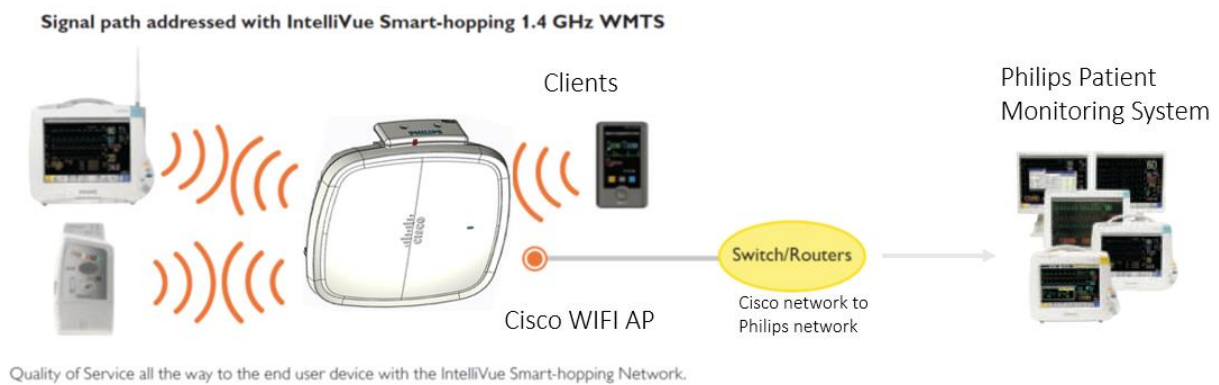 Signal path addressed with IntelliVue Smart-hopping 1.4 GHz WMTS
Clients
Philips Patient
Monitoring System
PHILIPS
cisco
Switch/Routers
Cisco WIFI AP
Cisco network to
Philips network
Quality of Service all the way to the end user device with the IntelliVue Smart-hopping Network.